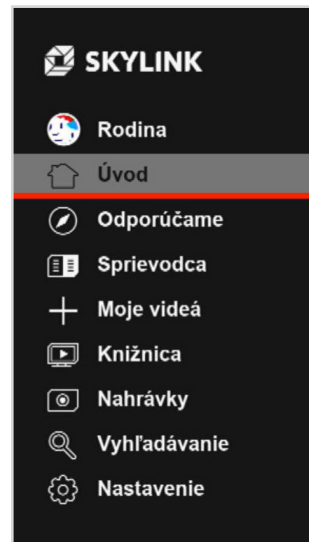 SKYLINK
Rodina
Úvod
Odporúčame
Sprievodca
Moje videá
Knižnica
Nahrávky
Vyhľadávanie
Nastavenie